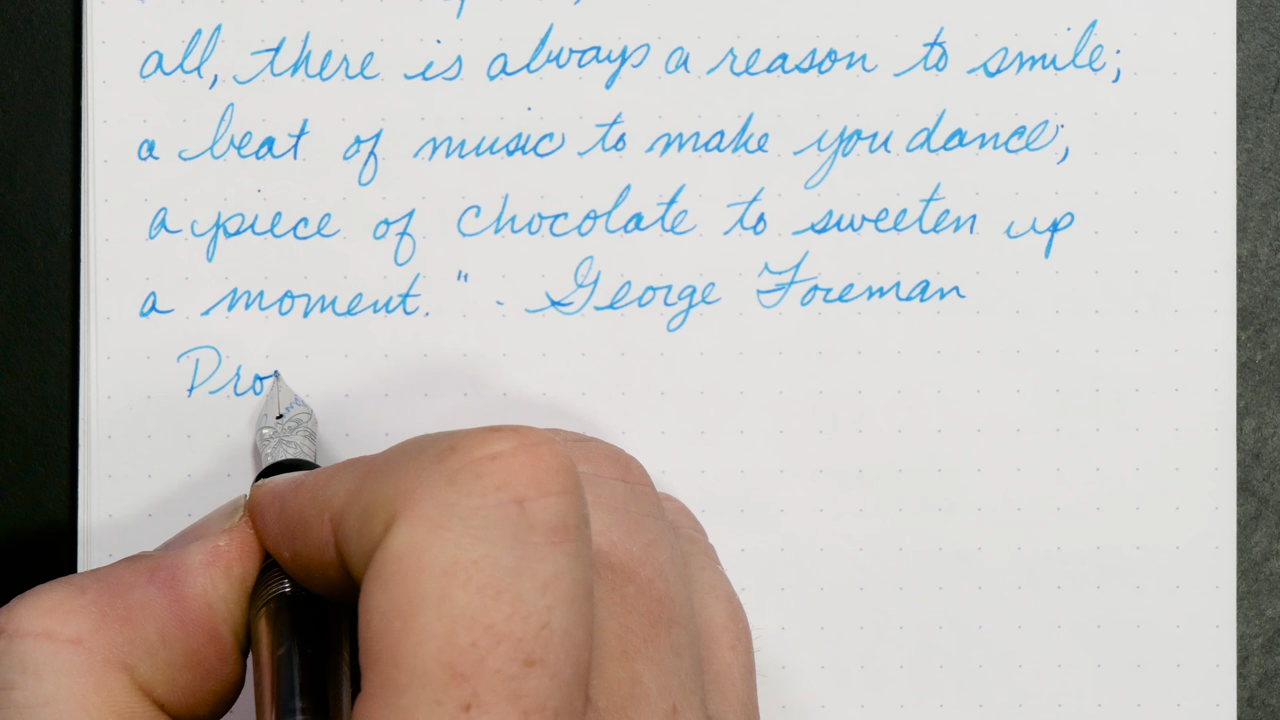 all, there is always a reason to smile;
a beat of music to make you dance;
a piece of chocolate to sweeten up
a moment." - George Foreman
Pro